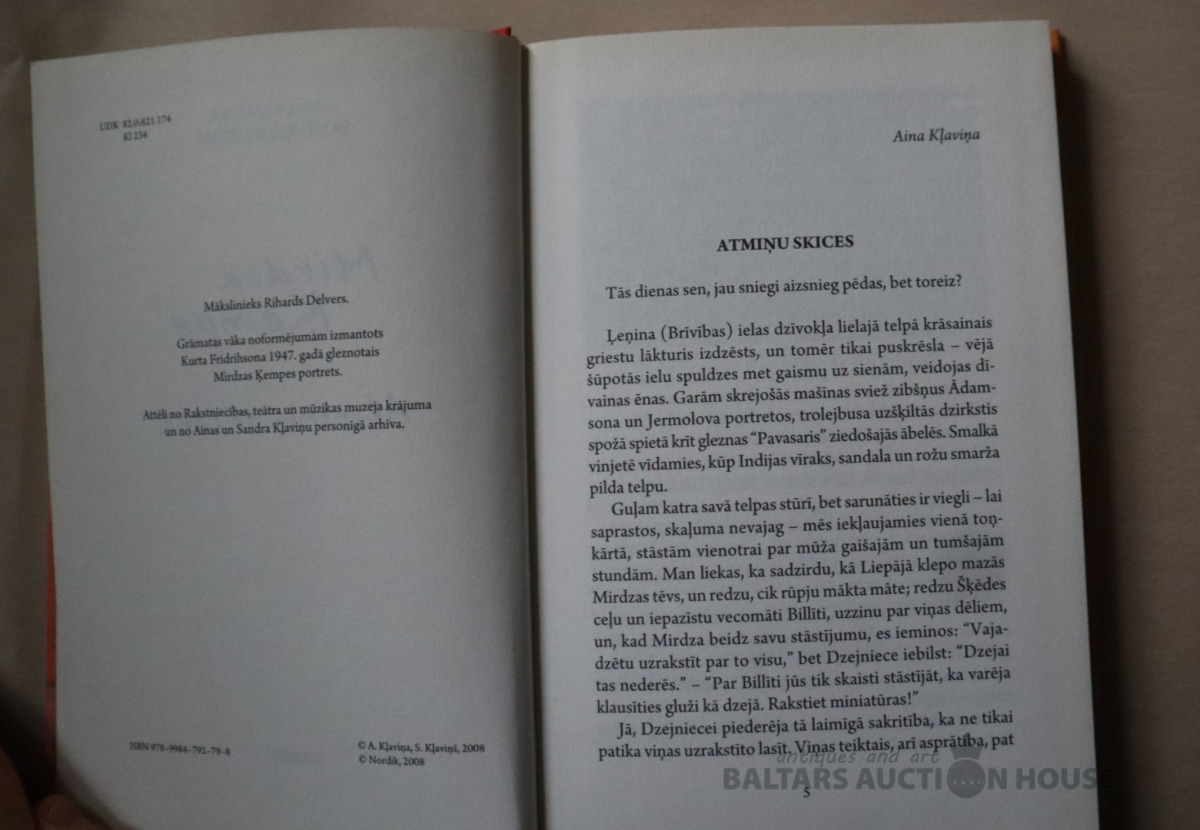 UDK 82.0.821.174
Kl 234
Mākslinieks Rihards Delvers.
Grāmatas vāka noformējumam izmantots
Kurta Fridrihsona 1947. gadā gleznotais
Mirdzas Ķempes portrets.
Attēli no Rakstniecības, teātra un mūzikas muzeja krājuma
un no Ainas un Sandra Kļaviņu personīgā arhīva.
ISBN 978-9984-792-79-8
© A. Kļaviņa, S. Kļaviņš, 2008
© Nordik, 2008
Aina Kļaviņa
ATMIŅU SKICES
Tās dienas sen, jau sniegi aizsnieg pēdas, bet toreiz?
Ļeņina (Brīvības) ielas dzīvokļa lielajā telpā krāsainais
griestu lākturis izdzēsts, un tomēr tikai puskrēsla – vējā
šūpotās ielu spuldzes met gaismu uz sienām, veidojas dī-
vainas ēnas. Garām skrejošās mašīnas sviež zibšņus Ādam-
sona un Jermolova portretos, trolejbusa uzšķiltās dzirkstis
spožā spietā krīt gleznas “Pavasaris” ziedošajās ābelēs. Smalkā
vinjetē vīdamies, kūp Indijas vīraks, sandala un rožu smarža
pilda telpu.
Guļam katra savā telpas stūrī, bet sarunāties ir viegli – lai
saprastos, skaļuma nevajag – mēs iekļaujamies vienā toņ-
kārtā, stāstām vienotrai par mūža gaišajām un tumšajām
stundām. Man liekas, ka sadzirdu, kā Liepājā klepo mazās
Mirdzas tēvs, un redzu, cik rūpju mākta māte; redzu Šķēdes
ceļu un iepazīstu vecomāti Billīti, uzzinu par viņas dēliem,
un, kad Mirdza beidz savu stāstījumu, es ieminos: “Vaja-
dzētu uzrakstīt par to visu,” bet Dzejniece iebilst: “Dzejai
tas nederēs.” – “Par Billīti jūs tik skaisti stāstījāt, ka varēja
klausīties gluži kā dzejā. Rakstiet miniatūras!”
Jā, Dzejniecei piederēja tā laimīgā sakritība, ka ne tikai
patika viņas uzrakstīto lasīt. Viņas teiktais, arī asprātība, pat
antiques and art
BALTARS AUCTION HOUSE
5